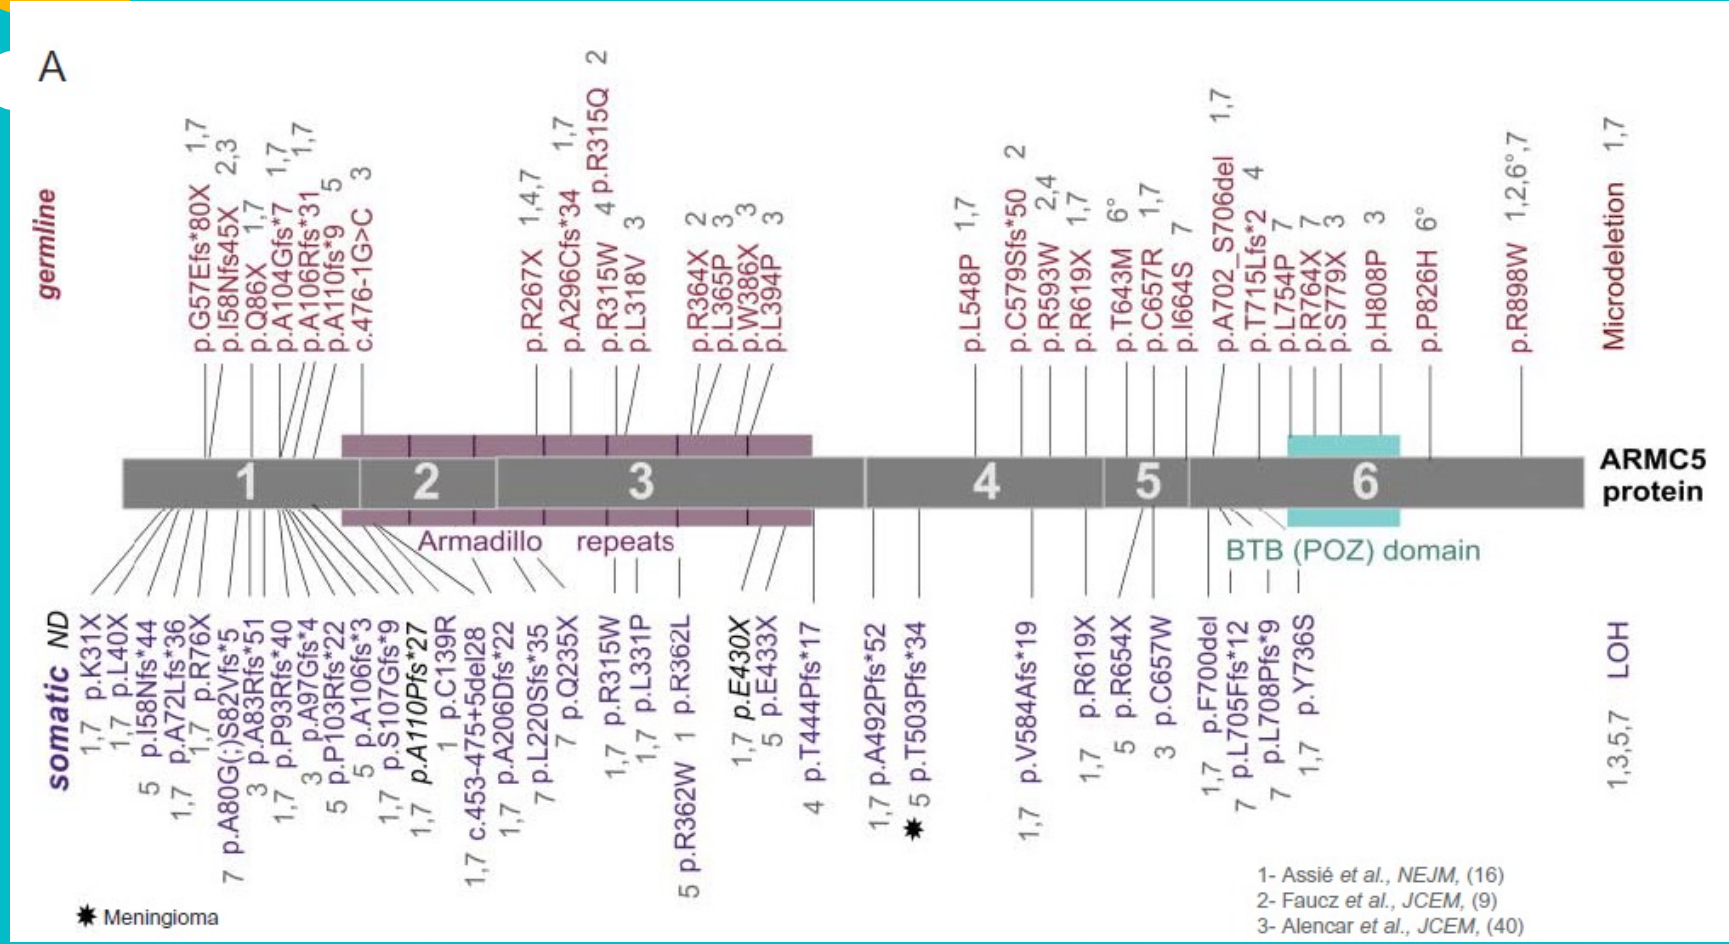 A
germline
p.G57Efs*80X 1,7
p.I58Nfs45X 2,3
p.Q86X 1,7
p.A104Gfs*7 1,7
p.A106Rfs*31 1,7
p.A110fs*9 5
c.476-1G>C 3
p.R267X 1,4,7
p.A296Cfs*34 1,7
p.R315W 4
p.R315Q 2
p.L318V 3
p.R364X 2
p.L365P 3
p.W386X 3
p.L394P 3
p.L548P 1,7
p.C579Sfs*50 2
p.R593W 2,4
p.R619X 1,7
p.T643M 6°
p.C657R 1,7
p.I664S 7
p.A702_S706del 1,7
p.T715Lfs*2 4
p.L754P 7
p.R764X 7
p.S779X 3
p.H808P 3
p.P826H 6°
p.R898W 1,2,6°,7
Microdeletion 1,7
1 2 3 4 5 6
ARMC5
protein
Armadillo repeats
BTB (POZ) domain
somatic ND
1,7 p.K31X
1,7 p.L40X
5 p.I58Nfs*44
1,7 p.A72Lfs*36
1,7 p.R76X
7 p.A80G(;)S82Vfs*5
3 p.A83Rfs*51
1,7 p.P93Rfs*40
3 p.A97Gfs*4
5 p.P103Rfs*22
5 p.A106fs*3
1,7 p.S107Gfs*9
1,7 p.A110Pfs*27
1 p.C139R
1,7 c.453-475+5del28
1,7 p.A206Dfs*22
7 p.L220Sfs*35
7 p.Q235X
1,7 p.R315W
1,7 p.L331P
5 p.R362W 1 p.R362L
1,7 p.E430X
5 p.E433X
4 p.T444Pfs*17
1,7 p.A492Pfs*52
5 p.T503Pfs*34
1,7 p.V584Afs*19
1,7 p.R619X
5 p.R654X
3 p.C657W
1,7 p.F700del
7 p.L705Ffs*12
7 p.L708Pfs*9
1,7 p.Y736S
1,3,5,7 LOH
Meningioma
1- Assié et al., NEJM, (16)
2- Faucz et al., JCEM, (9)
3- Alencar et al., JCEM, (40)